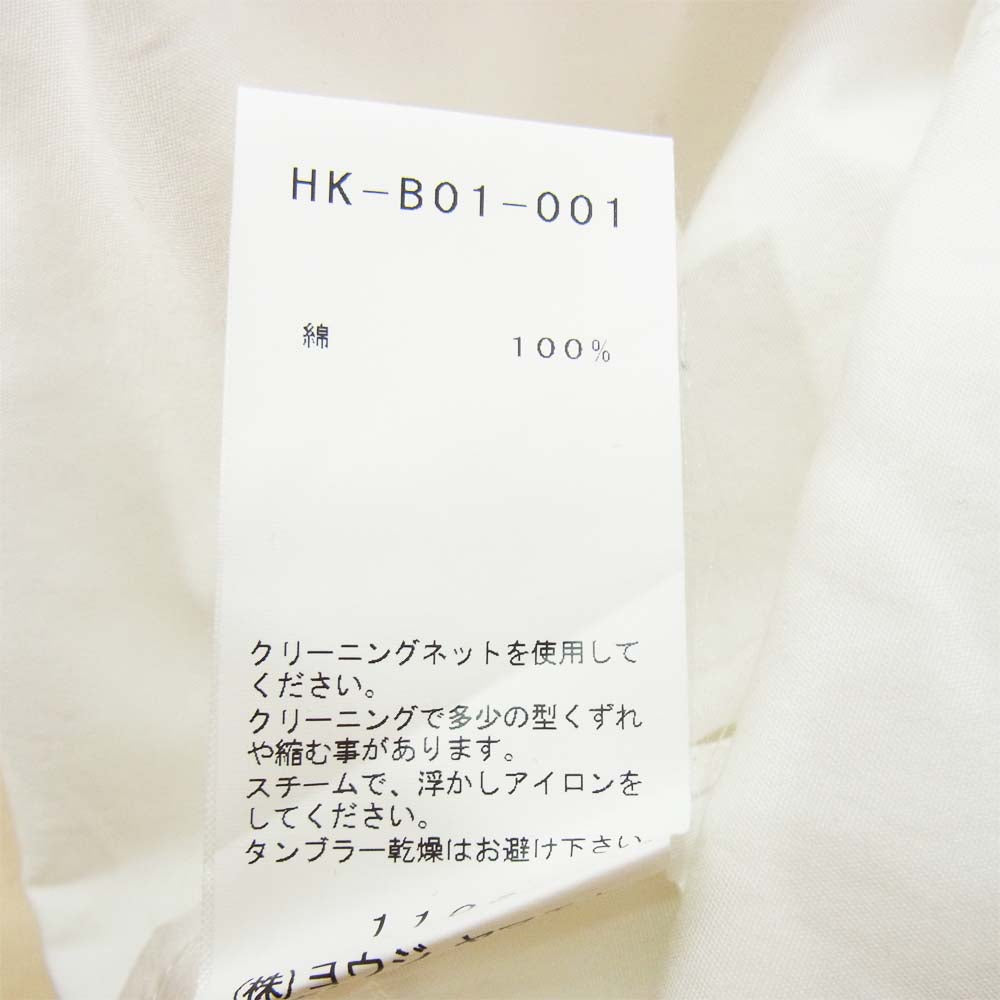 HK-B01-001
綿 100%
クリーニングネットを使用して
ください。
クリーニングで多少の型くずれ
や縮む事があります。
スチームで、浮かしアイロンを
してください。
タンブラー乾燥はお避け下さい
(株)ヨウジ